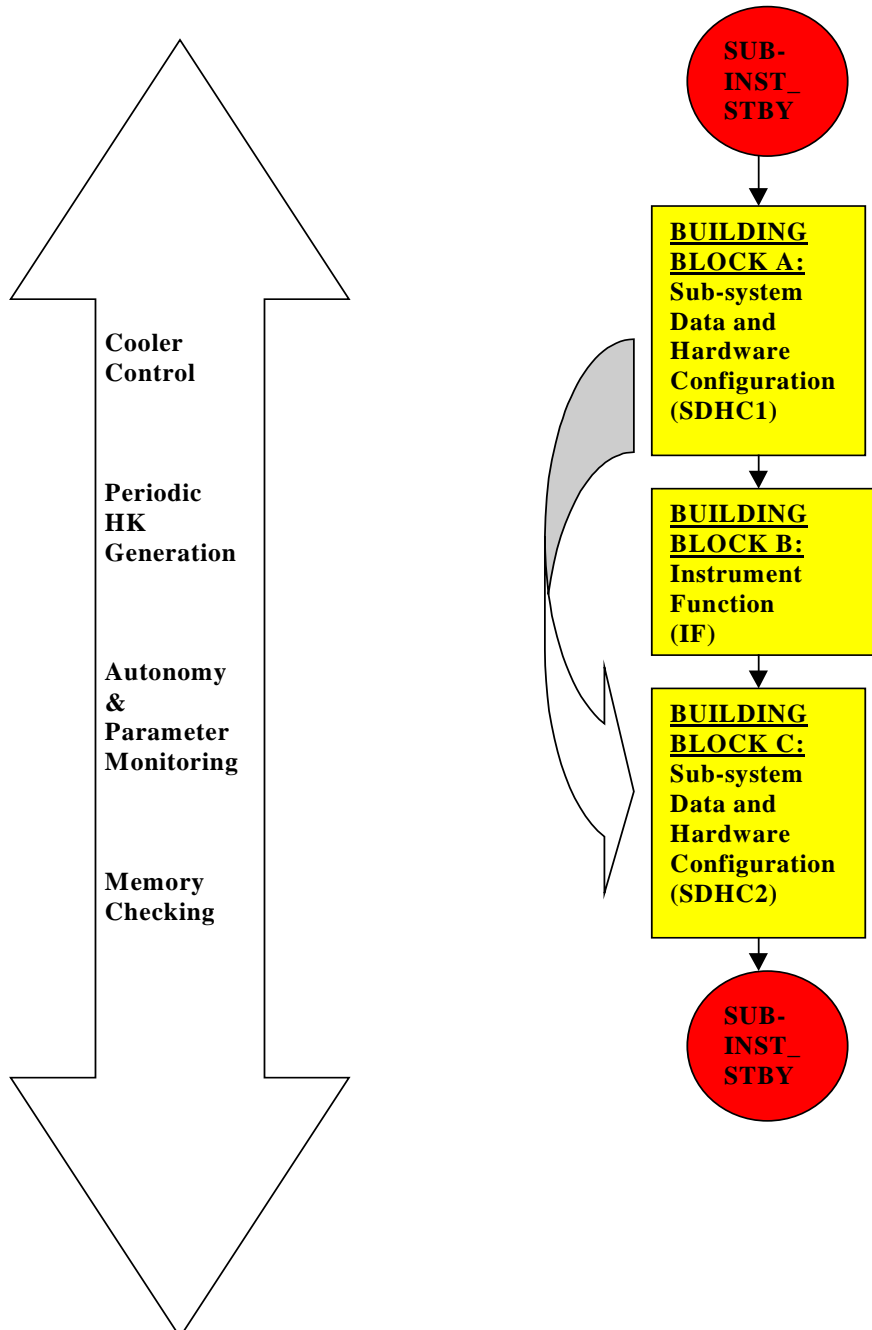 Cooler
Control
Periodic
HK
Generation
Autonomy
&
Parameter
Monitoring
Memory
Checking
SUB-
INST_
STBY
BUILDING
BLOCK A:
Sub-system
Data and
Hardware
Configuration
(SDHC1)
BUILDING
BLOCK B:
Instrument
Function
(IF)
BUILDING
BLOCK C:
Sub-system
Data and
Hardware
Configuration
(SDHC2)
SUB-
INST_
STBY